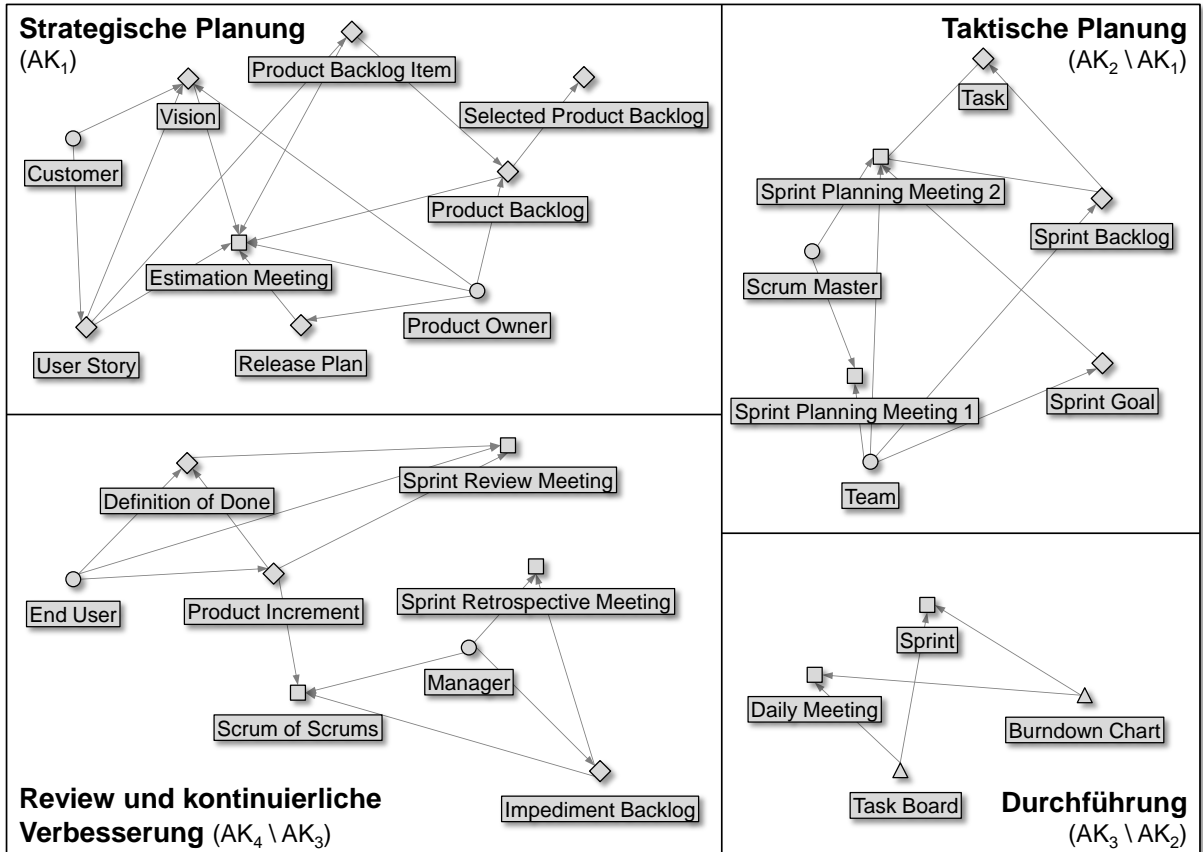 Strategische Planung
(AK₁)
Product Backlog Item
Vision
Selected Product Backlog
Customer
Product Backlog
Estimation Meeting
Product Owner
User Story
Release Plan
Taktische Planung
(AK₂ \ AK₁)
Task
Sprint Planning Meeting 2
Sprint Backlog
Scrum Master
Sprint Planning Meeting 1
Sprint Goal
Team
Sprint Review Meeting
Definition of Done
End User
Product Increment
Sprint Retrospective Meeting
Manager
Scrum of Scrums
Impediment Backlog
Review und kontinuierliche
Verbesserung (AK₄ \ AK₃)
Sprint
Daily Meeting
Burndown Chart
Task Board
Durchführung
(AK₃ \ AK₂)